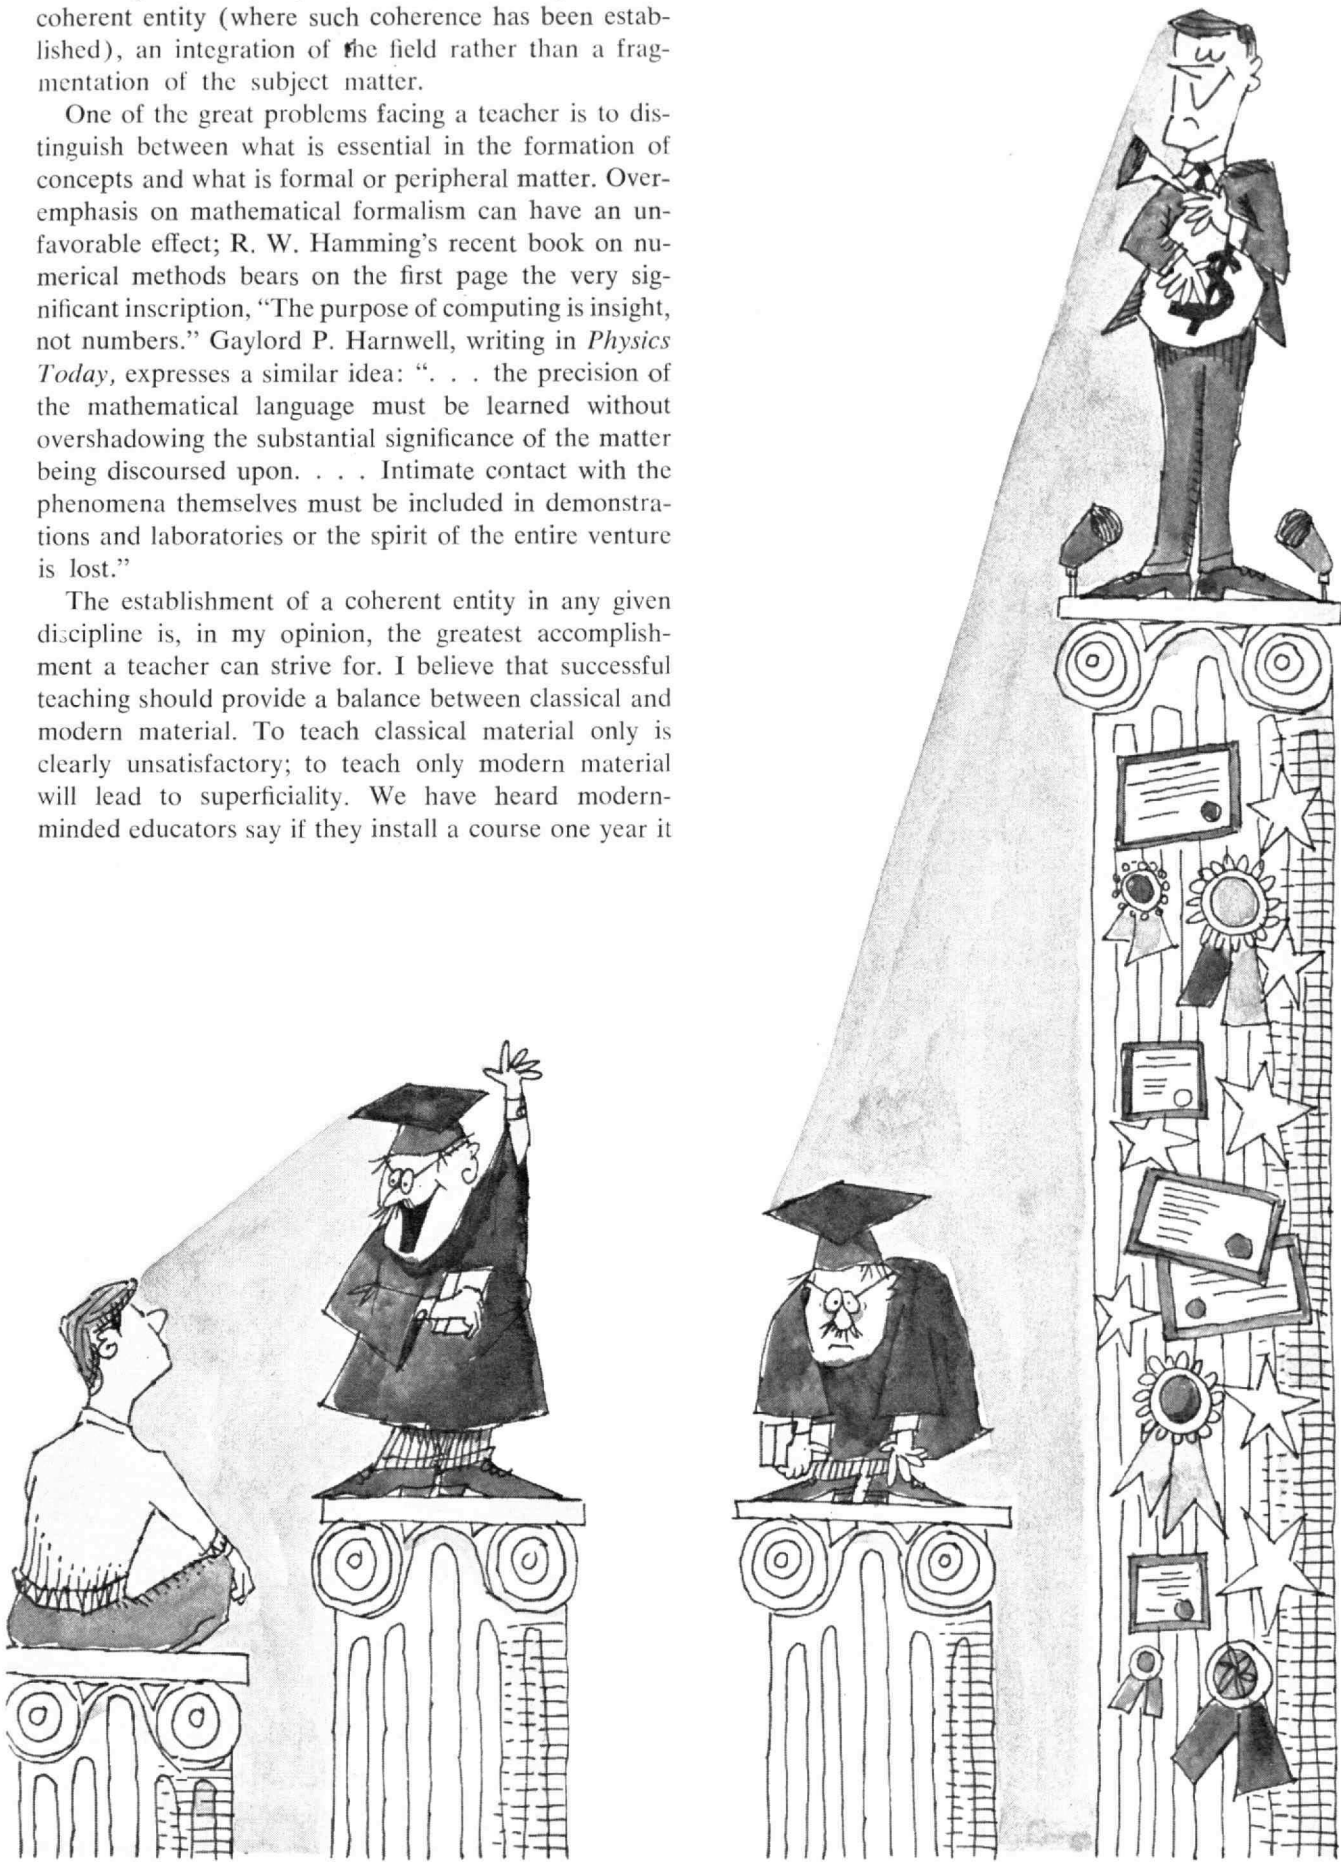 coherent entity (where such coherence has been estab-
lished), an integration of the field rather than a frag-
mentation of the subject matter.
One of the great problems facing a teacher is to dis-
tinguish between what is essential in the formation of
concepts and what is formal or peripheral matter. Over-
emphasis on mathematical formalism can have an un-
favorable effect; R. W. Hamming's recent book on nu-
merical methods bears on the first page the very sig-
nificant inscription, “The purpose of computing is insight,
not numbers.” Gaylord P. Harnwell, writing in Physics
Today, expresses a similar idea: “. . . the precision of
the mathematical language must be learned without
overshadowing the substantial significance of the matter
being discoursed upon. . . . Intimate contact with the
phenomena themselves must be included in demonstra-
tions and laboratories or the spirit of the entire venture
is lost.”
The establishment of a coherent entity in any given
discipline is, in my opinion, the greatest accomplish-
ment a teacher can strive for. I believe that successful
teaching should provide a balance between classical and
modern material. To teach classical material only is
clearly unsatisfactory; to teach only modern material
will lead to superficiality. We have heard modern-
minded educators say if they install a course one year it
$